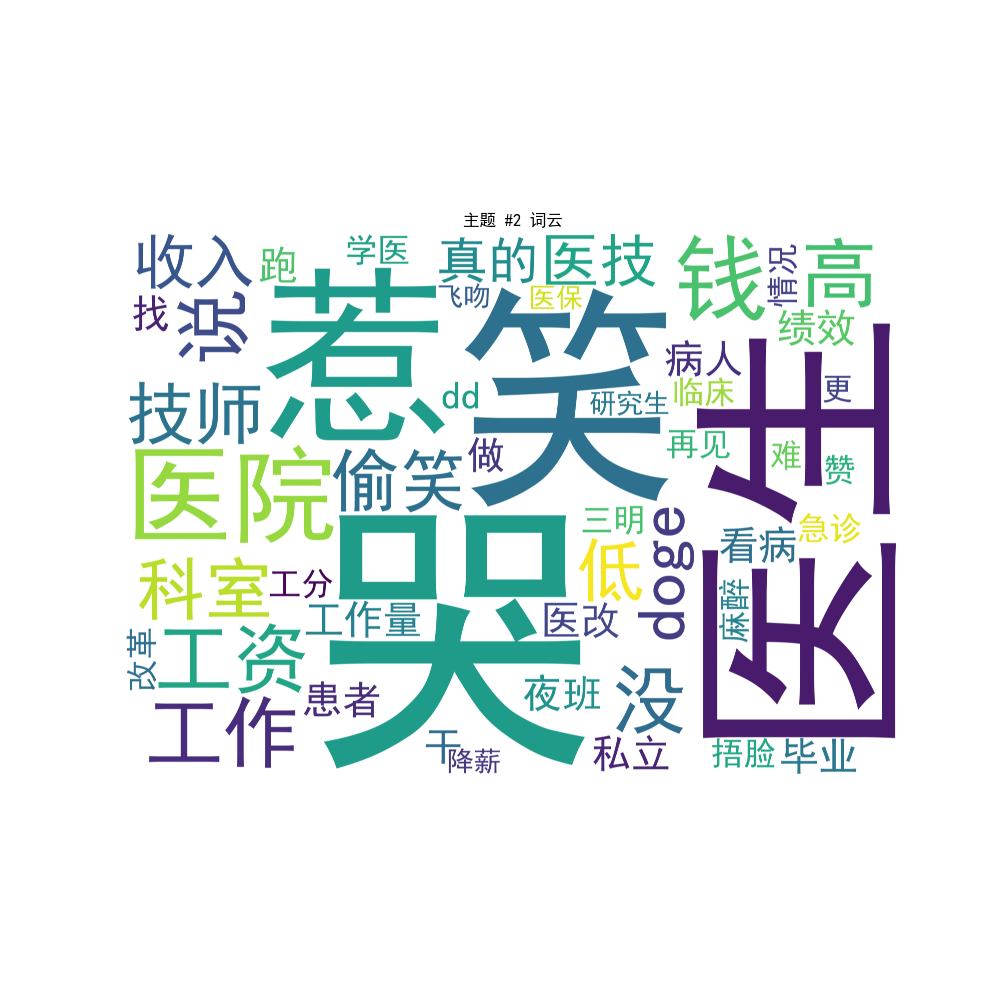 主题 #2 词云
收入
跑
学医
真的
医技
钱
情况
高
找
说
惹
飞吻
医保
笑
绩效
病人
医生
技师
dd
研究生
临床
更
医院
偷笑
做
再见
难
赞
哭
三明
doge
看病
急诊
科室
工分
低
工作量
医改
麻醉
改革
工资
工作
患者
夜班
没
干
降薪
私立
捂脸
毕业